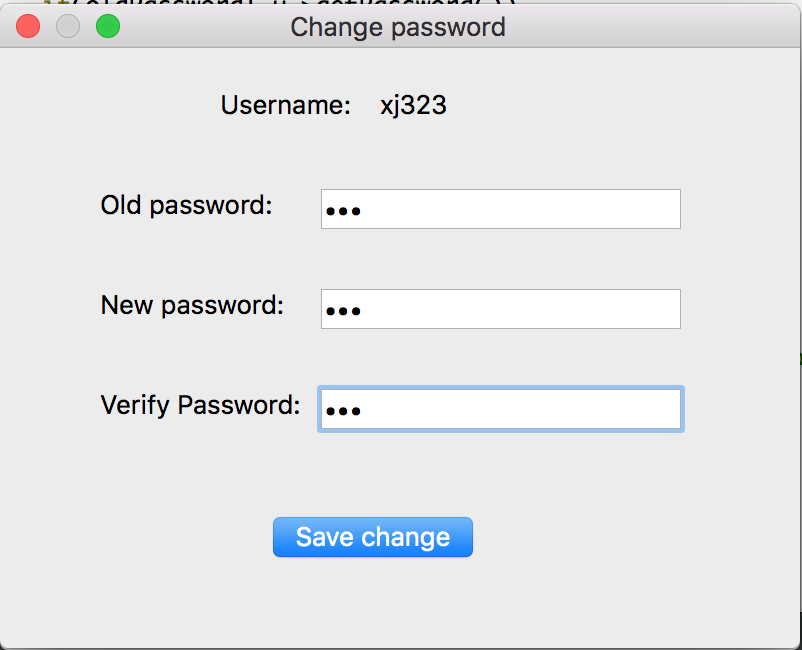 Change password
Username: xj323
Old password: •••
New password: •••
Verify Password: •••
Save change